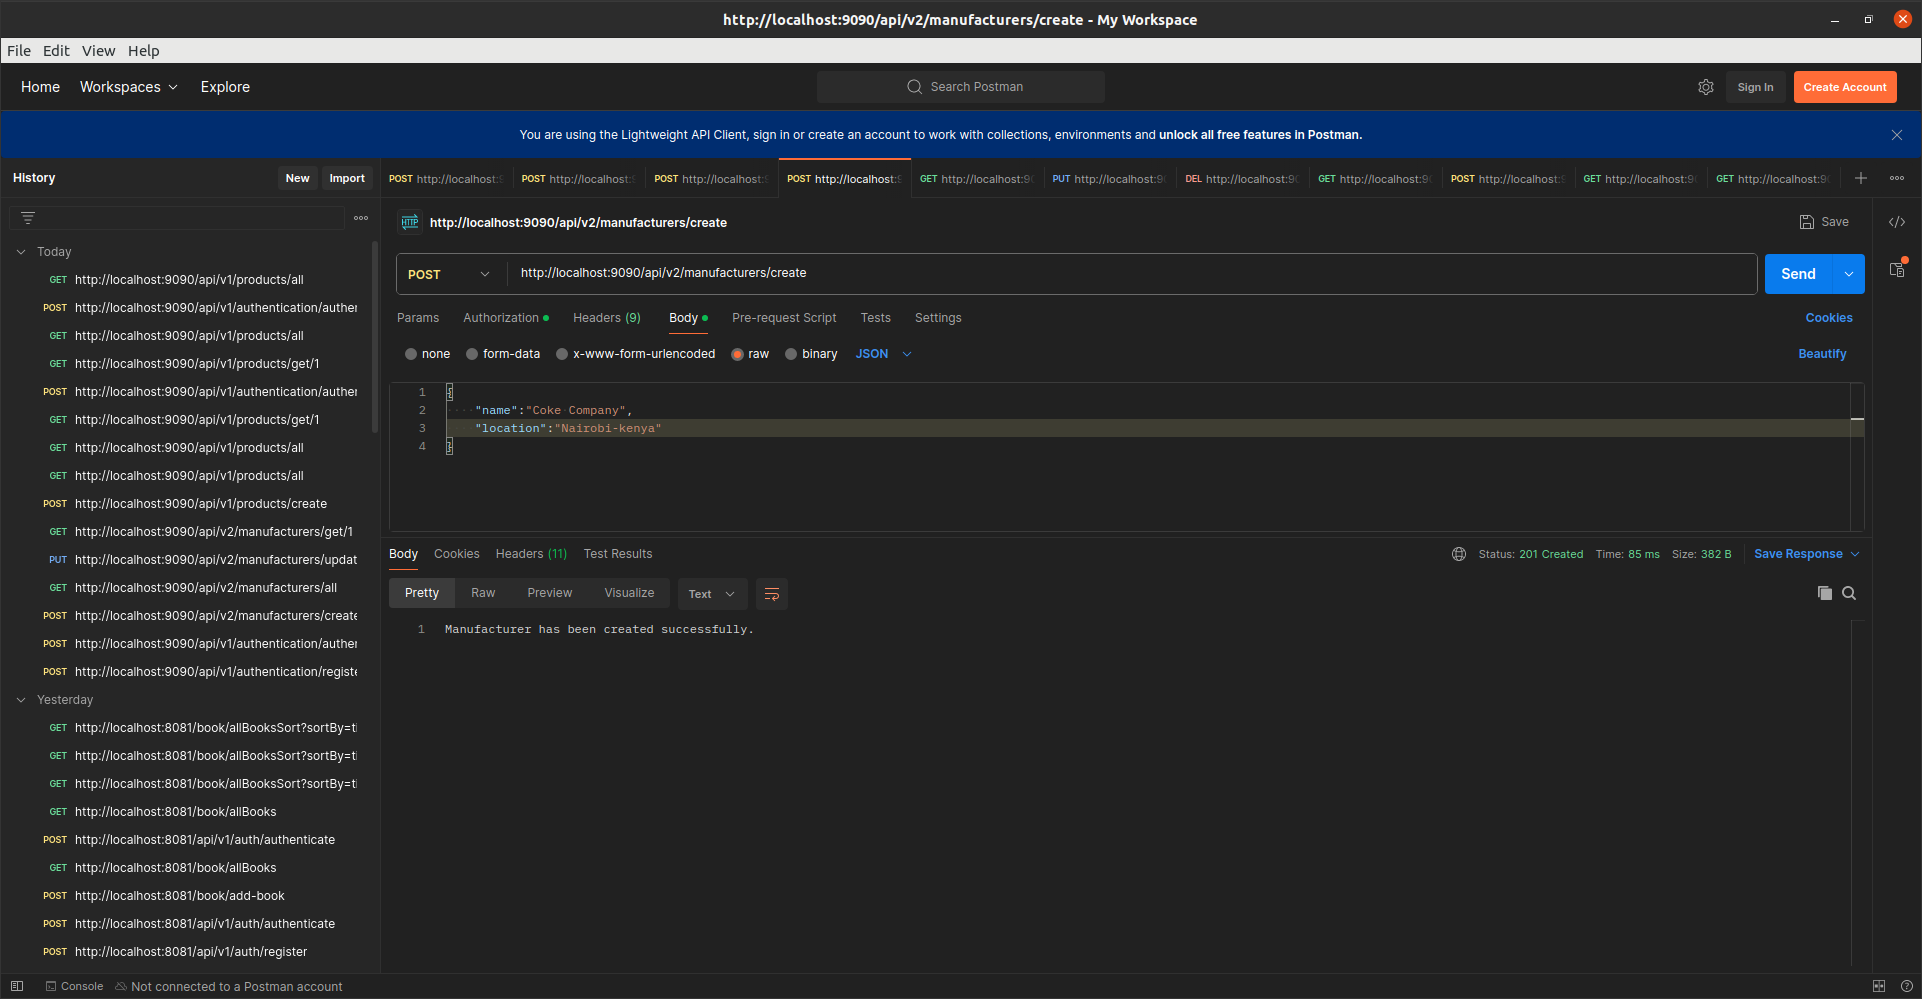 http://localhost:9090/api/v2/manufacturers/create - My Workspace
File Edit View Help
Home Workspaces Explore Search Postman Sign In Create Account
You are using the Lightweight API Client, sign in or create an account to work with collections, environments and unlock all free features in Postman.
History New Import
POST http://localhost:9 POST http://localhost:9 POST http://localhost:9 POST http://localhost:9 GET http://localhost:90 PUT http://localhost:90 DEL http://localhost:90 GET http://localhost:90 POST http://localhost:9 GET http://localhost:90 GET http://localhost:90
HTTP http://localhost:9090/api/v2/manufacturers/create Save
POST http://localhost:9090/api/v2/manufacturers/create Send
Params Authorization Headers (9) Body Pre-request Script Tests Settings Cookies
none form-data x-www-form-urlencoded raw binary JSON Beautify
1 {
2 "name":"Coke Company",
3 "location":"Nairobi-kenya"
4 }
Body Cookies Headers (11) Test Results Status: 201 Created Time: 85 ms Size: 382 B Save Response
Pretty Raw Preview Visualize Text
1 Manufacturer has been created successfully.
Today
GET http://localhost:9090/api/v1/products/all
POST http://localhost:9090/api/v1/authentication/auther
GET http://localhost:9090/api/v1/products/all
GET http://localhost:9090/api/v1/products/get/1
POST http://localhost:9090/api/v1/authentication/auther
GET http://localhost:9090/api/v1/products/get/1
GET http://localhost:9090/api/v1/products/all
GET http://localhost:9090/api/v1/products/all
POST http://localhost:9090/api/v1/products/create
GET http://localhost:9090/api/v2/manufacturers/get/1
PUT http://localhost:9090/api/v2/manufacturers/updat
GET http://localhost:9090/api/v2/manufacturers/all
POST http://localhost:9090/api/v2/manufacturers/create
POST http://localhost:9090/api/v1/authentication/auther
POST http://localhost:9090/api/v1/authentication/registe
Yesterday
GET http://localhost:8081/book/allBooksSort?sortBy=ti
GET http://localhost:8081/book/allBooksSort?sortBy=ti
GET http://localhost:8081/book/allBooksSort?sortBy=ti
GET http://localhost:8081/book/allBooks
POST http://localhost:8081/api/v1/auth/authenticate
GET http://localhost:8081/book/allBooks
POST http://localhost:8081/book/add-book
POST http://localhost:8081/api/v1/auth/authenticate
POST http://localhost:8081/api/v1/auth/register
Console Not connected to a Postman account